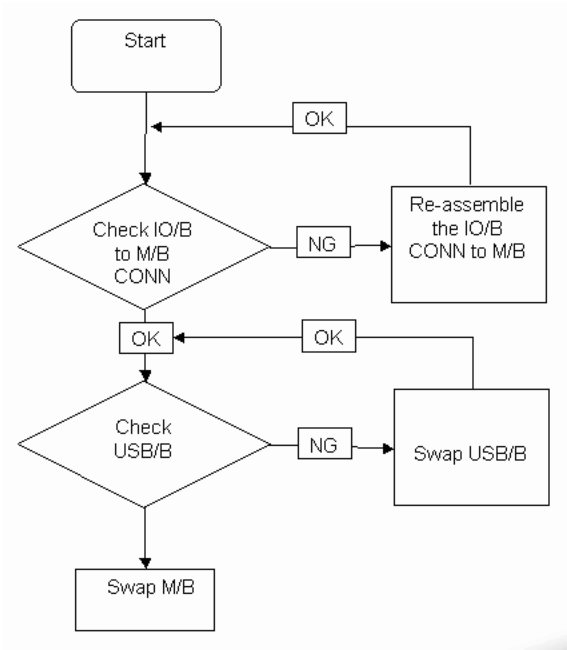 Start
OK
Check IO/B
to M/B
CONN
NG
Re-assemble
the IO/B
CONN to M/B
OK
OK
Check
USB/B
NG
Swap USB/B
Swap M/B